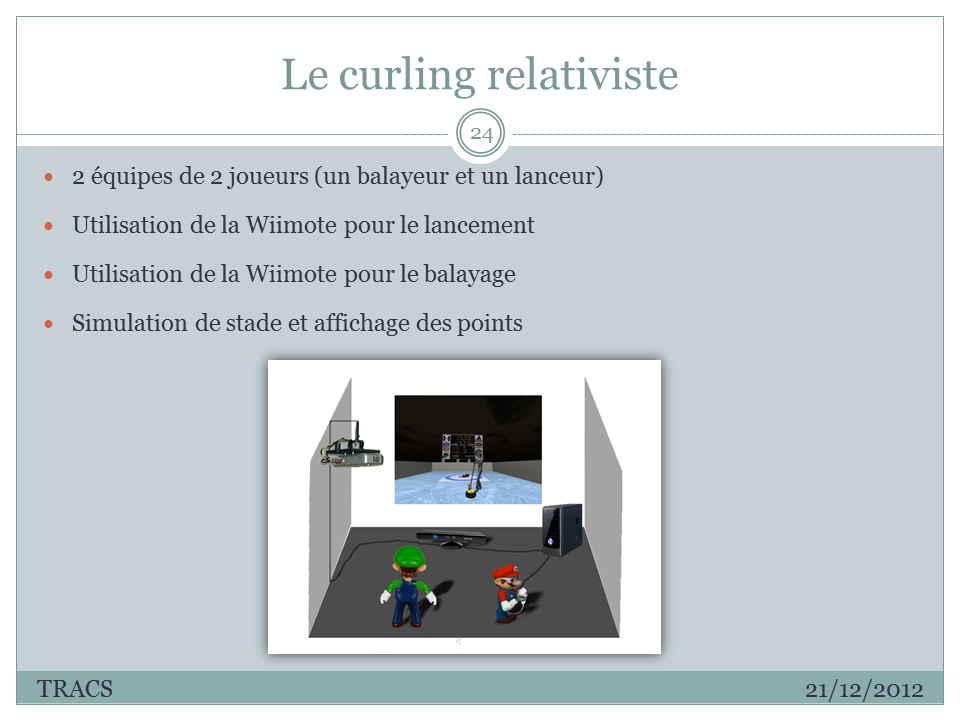 Le curling relativiste
24
2 équipes de 2 joueurs (un balayeur et un lanceur)
Utilisation de la Wiimote pour le lancement
Utilisation de la Wiimote pour le balayage
Simulation de stade et affichage des points
TRACS
21/12/2012